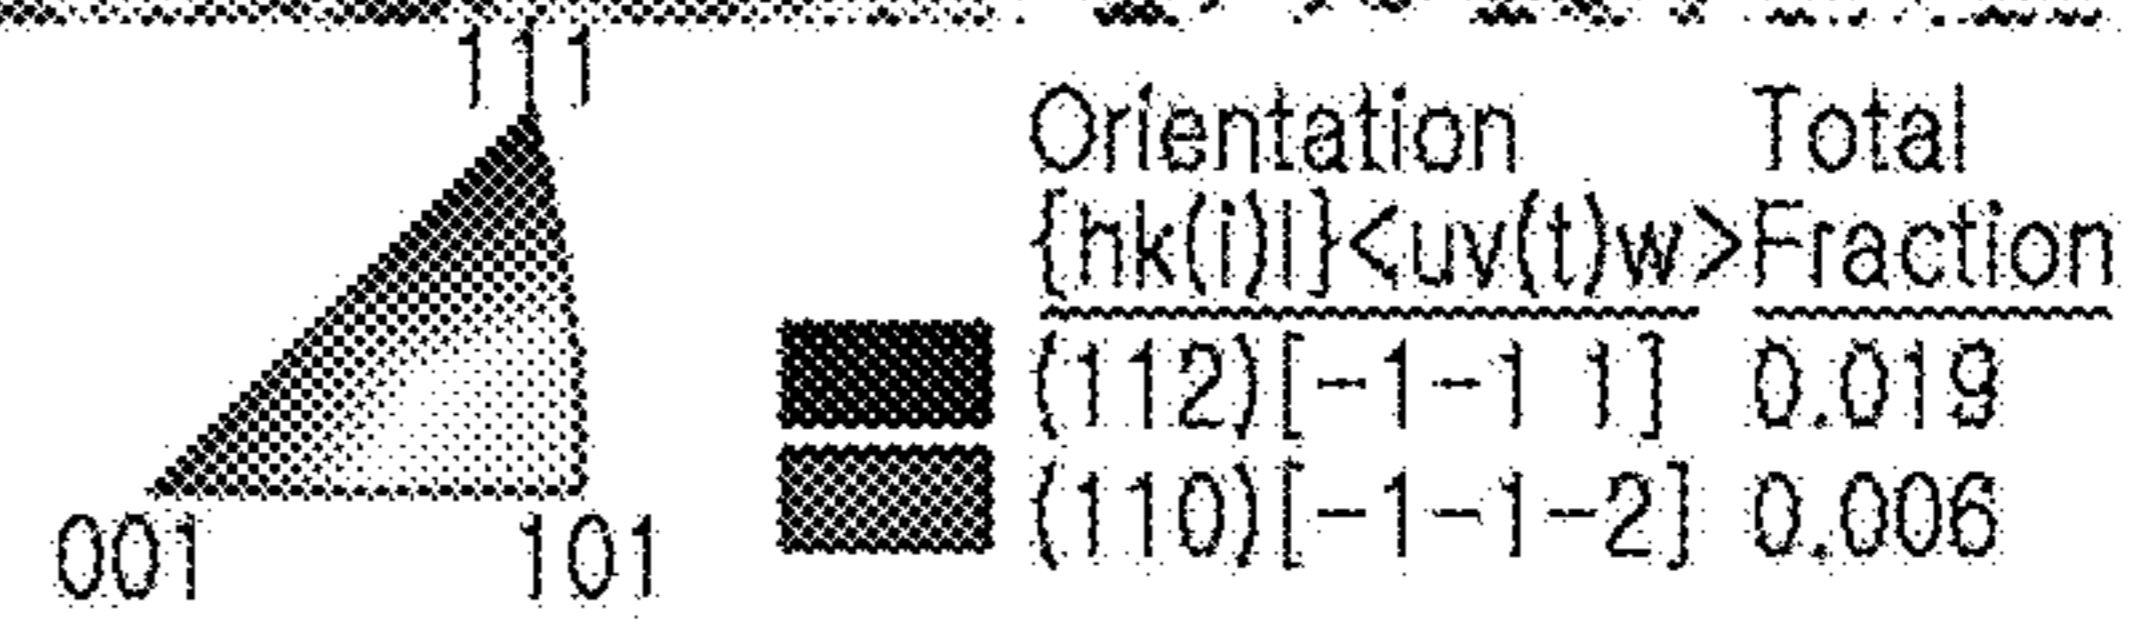 111
001 101
Orientation Total
{hk(i)l}<uv(t)w> Fraction
(112)[-1-1 1] 0.019
(110)[-1-1-2] 0.006